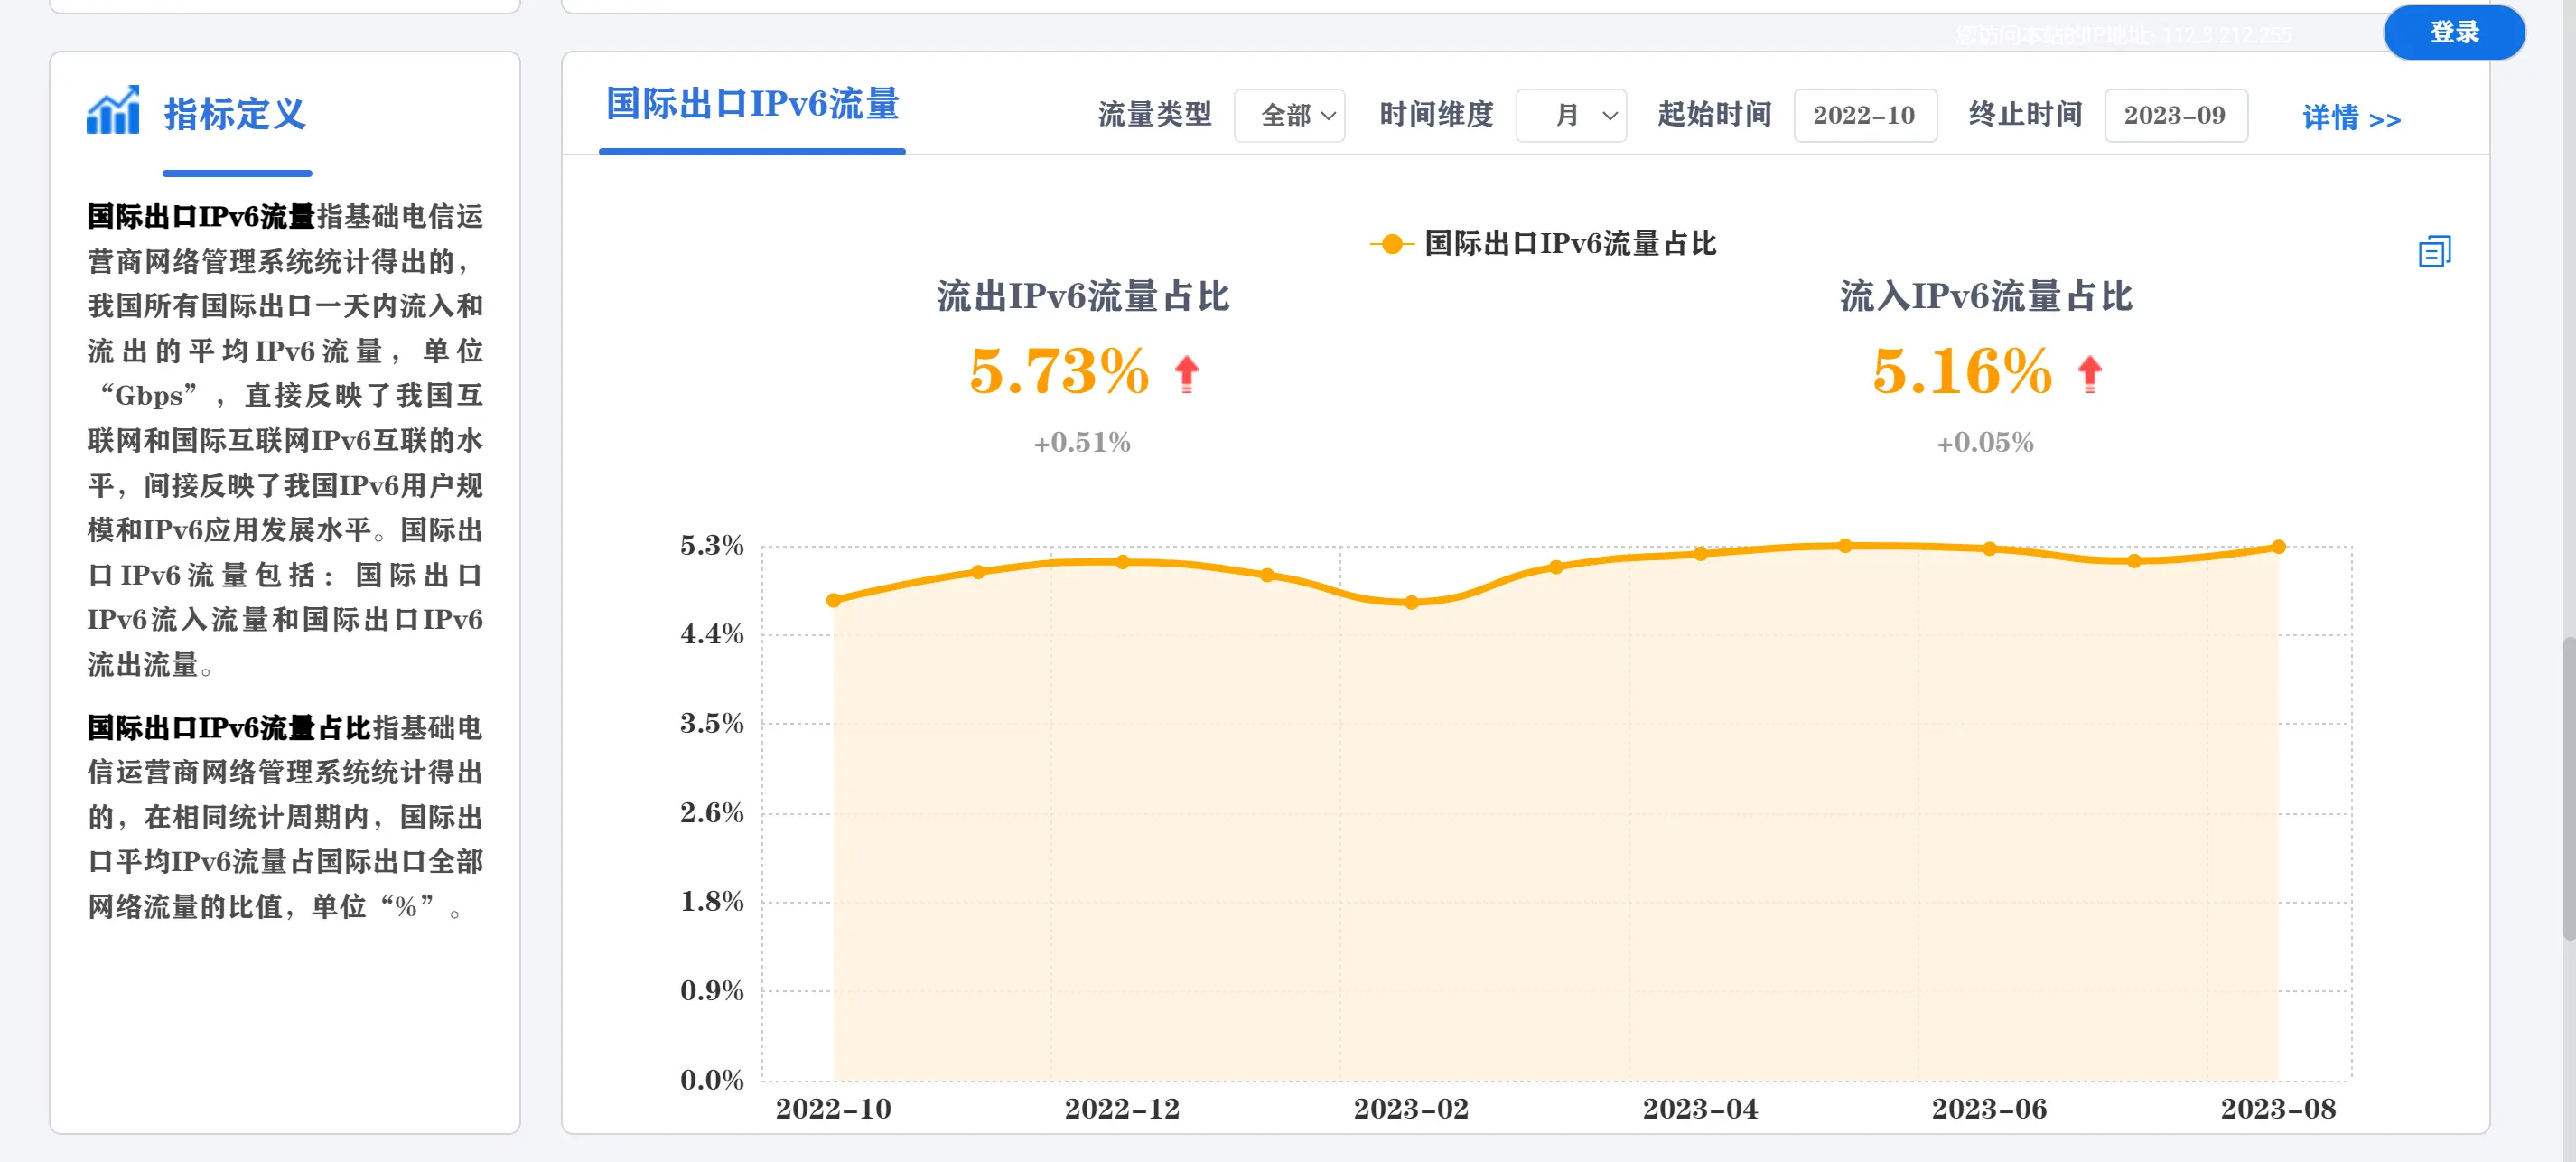 您访问本站的IP地址: 112.3.212.255
登录
指标定义
国际出口IPv6流量指基础电信运
营商网络管理系统统计得出的，
我国所有国际出口一天内流入和
流出的平均IPv6流量，单位
“Gbps”，直接反映了我国互
联网和国际互联网IPv6互联的水
平，间接反映了我国IPv6用户规
模和IPv6应用发展水平。国际出
口IPv6流量包括：国际出口
IPv6流入流量和国际出口IPv6
流出流量。
国际出口IPv6流量占比指基础电
信运营商网络管理系统统计得出
的，在相同统计周期内，国际出
口平均IPv6流量占国际出口全部
网络流量的比值，单位“%”。
国际出口IPv6流量
流量类型 全部 时间维度 月 起始时间 2022-10 终止时间 2023-09 详情 >>
国际出口IPv6流量占比
流出IPv6流量占比
5.73%
+0.51%
流入IPv6流量占比
5.16%
+0.05%
5.3%
4.4%
3.5%
2.6%
1.8%
0.9%
0.0%
2022-10 2022-12 2023-02 2023-04 2023-06 2023-08